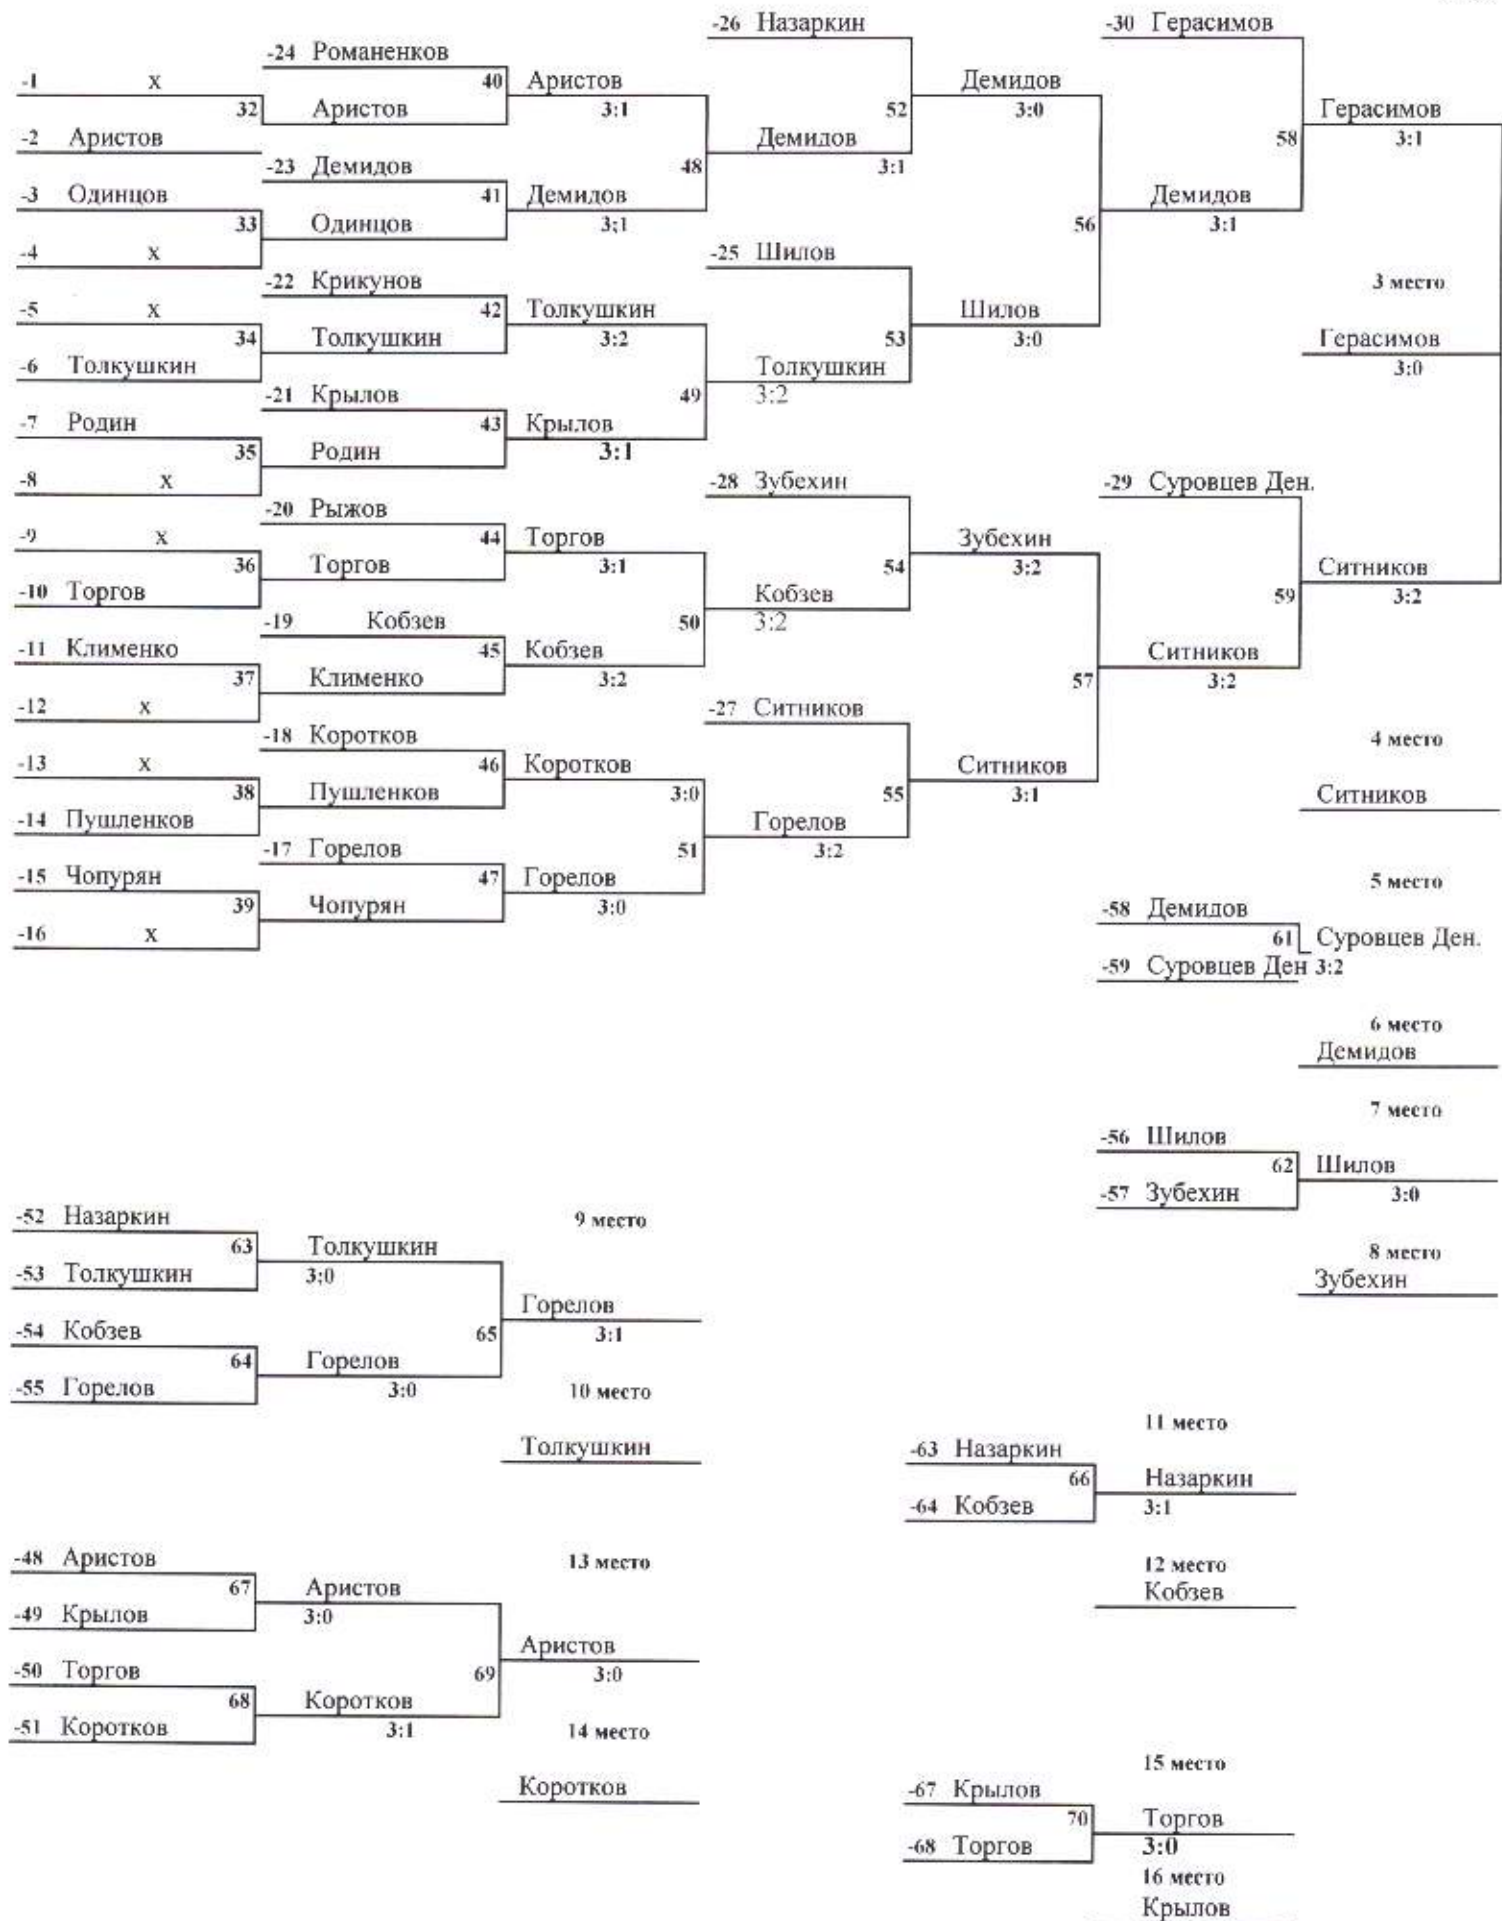 -26 Назаркин
-30 Герасимов
-24 Романенков
-1 х
40 Аристов
Демидов
32 Аристов
3:1
52
3:0
Герасимов
-2 Аристов
Демидов
58
3:1
-23 Демидов
48
3:1
-3 Одинцов
41 Демидов
Демидов
33 Одинцов
3;1
56
3:1
-4 х
-25 Шилов
-22 Крикунов
3 место
-5 х
42 Толкушкин
Шилов
34 Толкушкин
3:2
53
3:0
Герасимов
-6 Толкушкин
Толкушкин
3:0
-21 Крылов
49
3:2
-7 Родин
43 Крылов
35 Родин
3:1
-8 х
-28 Зубехин
-29 Суровцев Ден.
-20 Рыжов
-9 х
44 Торгов
Зубехин
36 Торгов
3:1
54
3:2
Ситников
-10 Торгов
Кобзев
59
3:2
-19 Кобзев
50
3:2
-11 Клименко
45 Кобзев
Ситников
37 Клименко
3:2
57
3:2
-12 х
-27 Ситников
-18 Коротков
4 место
-13 х
46 Коротков
Ситников
38 Пушленков
3:0
55
3:1
Ситников
-14 Пушленков
Горелов
-17 Горелов
51
3:2
-15 Чопурян
47 Горелов
5 место
39 Чопурян
3:0
-58 Демидов
-16 х
61 Суровцев Ден.
-59 Суровцев Ден 3:2
6 место
Демидов
7 место
-56 Шилов
62 Шилов
-57 Зубехин
3:0
-52 Назаркин
9 место
63 Толкушкин
8 место
-53 Толкушкин
3:0
Зубехин
Горелов
-54 Кобзев
65
3:1
64 Горелов
-55 Горелов
3:0
10 место
11 место
Толкушкин
-63 Назаркин
66 Назаркин
-64 Кобзев
3:1
-48 Аристов
13 место
12 место
67 Аристов
Кобзев
-49 Крылов
3:0
Аристов
-50 Торгов
69
3:0
68 Коротков
-51 Коротков
3:1
14 место
15 место
Коротков
-67 Крылов
70 Торгов
-68 Торгов
3:0
16 место
Крылов